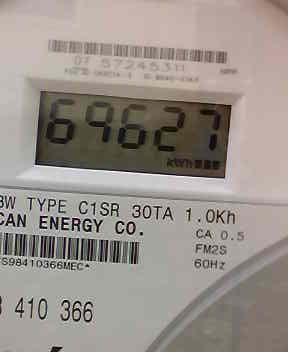 07 57245311
69627
kWh
3W TYPE C1SR 30TA 1.0Kh
CAN ENERGY CO.
CA 0.5
FM2S
S98410366MEC*
60Hz
410 366